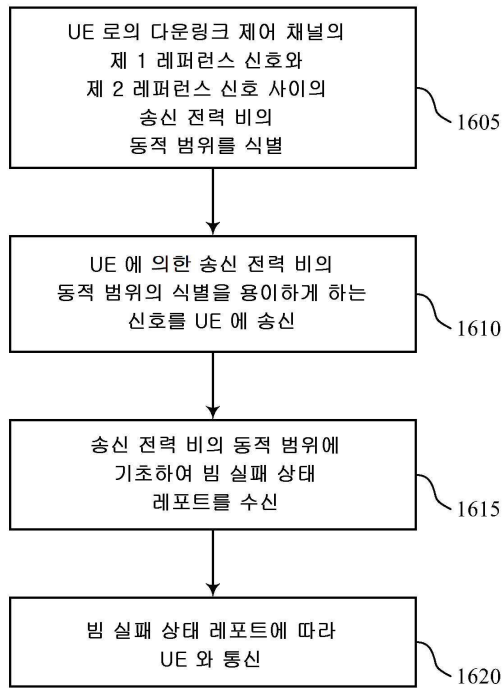 UE 로의 다운링크 제어 채널의
제 1 레퍼런스 신호와
제 2 레퍼런스 신호 사이의
송신 전력 비의
동적 범위를 식별
1605
UE 에 의한 송신 전력 비의
동적 범위의 식별을 용이하게 하는
신호를 UE 에 송신
1610
송신 전력 비의 동적 범위에
기초하여 빔 실패 상태
레포트를 수신
1615
빔 실패 상태 레포트에 따라
UE 와 통신
1620